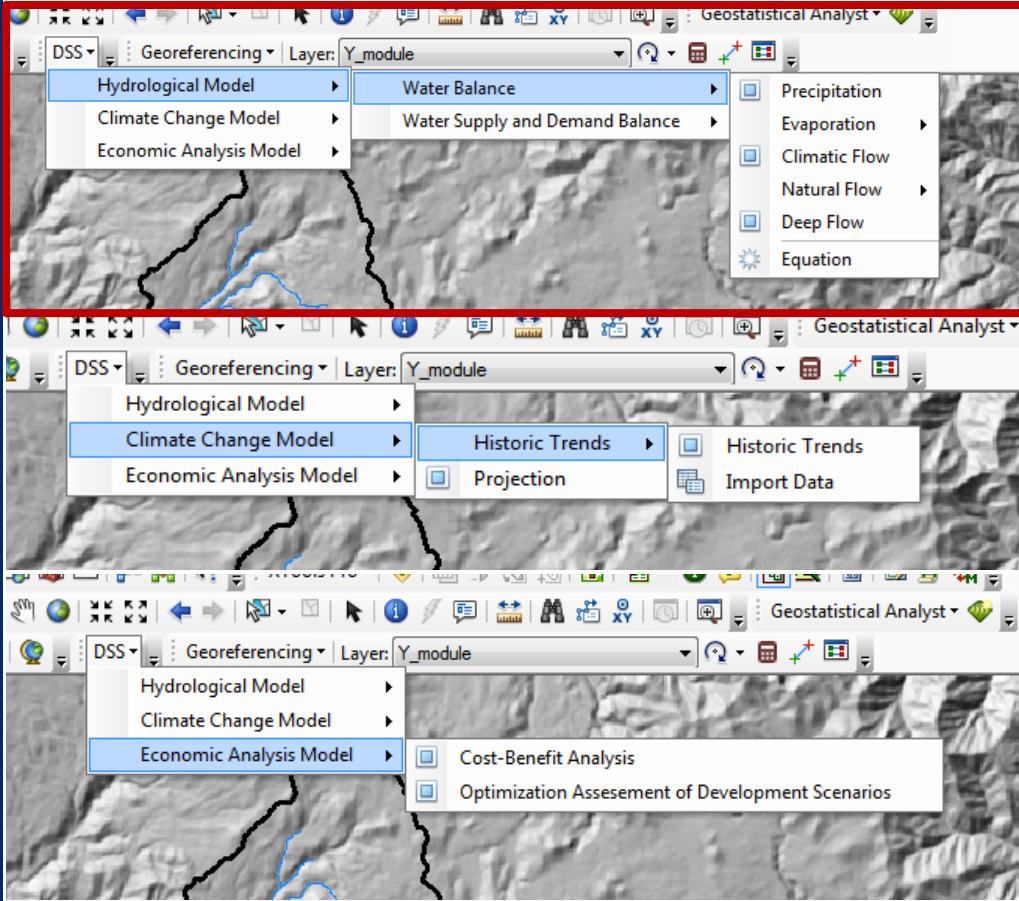 XY
Geostatistical Analyst
DSS
Georeferencing
Layer:
Y_module
Hydrological Model
Climate Change Model
Economic Analysis Model
Water Balance
Water Supply and Demand Balance
Precipitation
Evaporation
Climatic Flow
Natural Flow
Deep Flow
Equation
XY
Geostatistical Analyst
DSS
Georeferencing
Layer:
Y_module
Hydrological Model
Climate Change Model
Economic Analysis Model
Historic Trends
Projection
Historic Trends
Import Data
XY
Geostatistical Analyst
DSS
Georeferencing
Layer:
Y_module
Hydrological Model
Climate Change Model
Economic Analysis Model
Cost-Benefit Analysis
Optimization Assesement of Development Scenarios